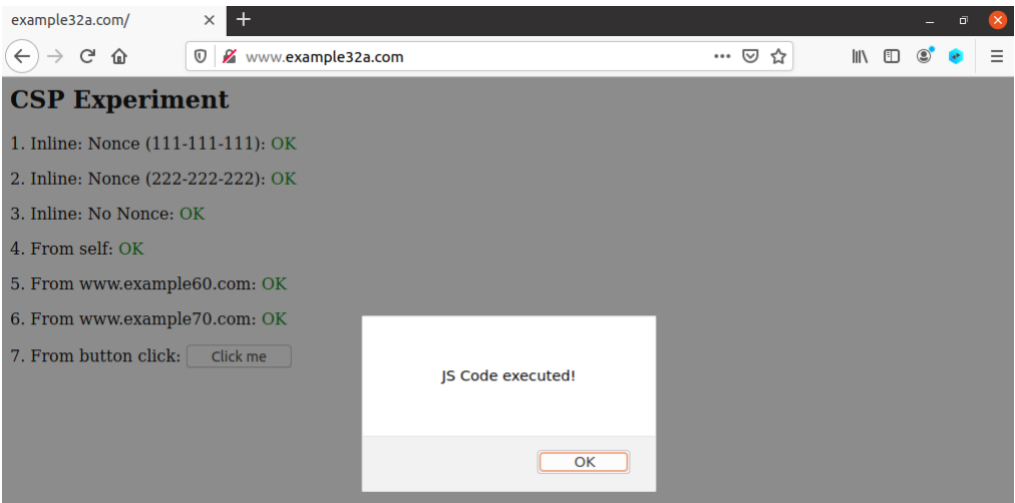 example32a.com/
www.example32a.com
CSP Experiment
1. Inline: Nonce (111-111-111): OK
2. Inline: Nonce (222-222-222): OK
3. Inline: No Nonce: OK
4. From self: OK
5. From www.example60.com: OK
6. From www.example70.com: OK
7. From button click: Click me
JS Code executed!
OK